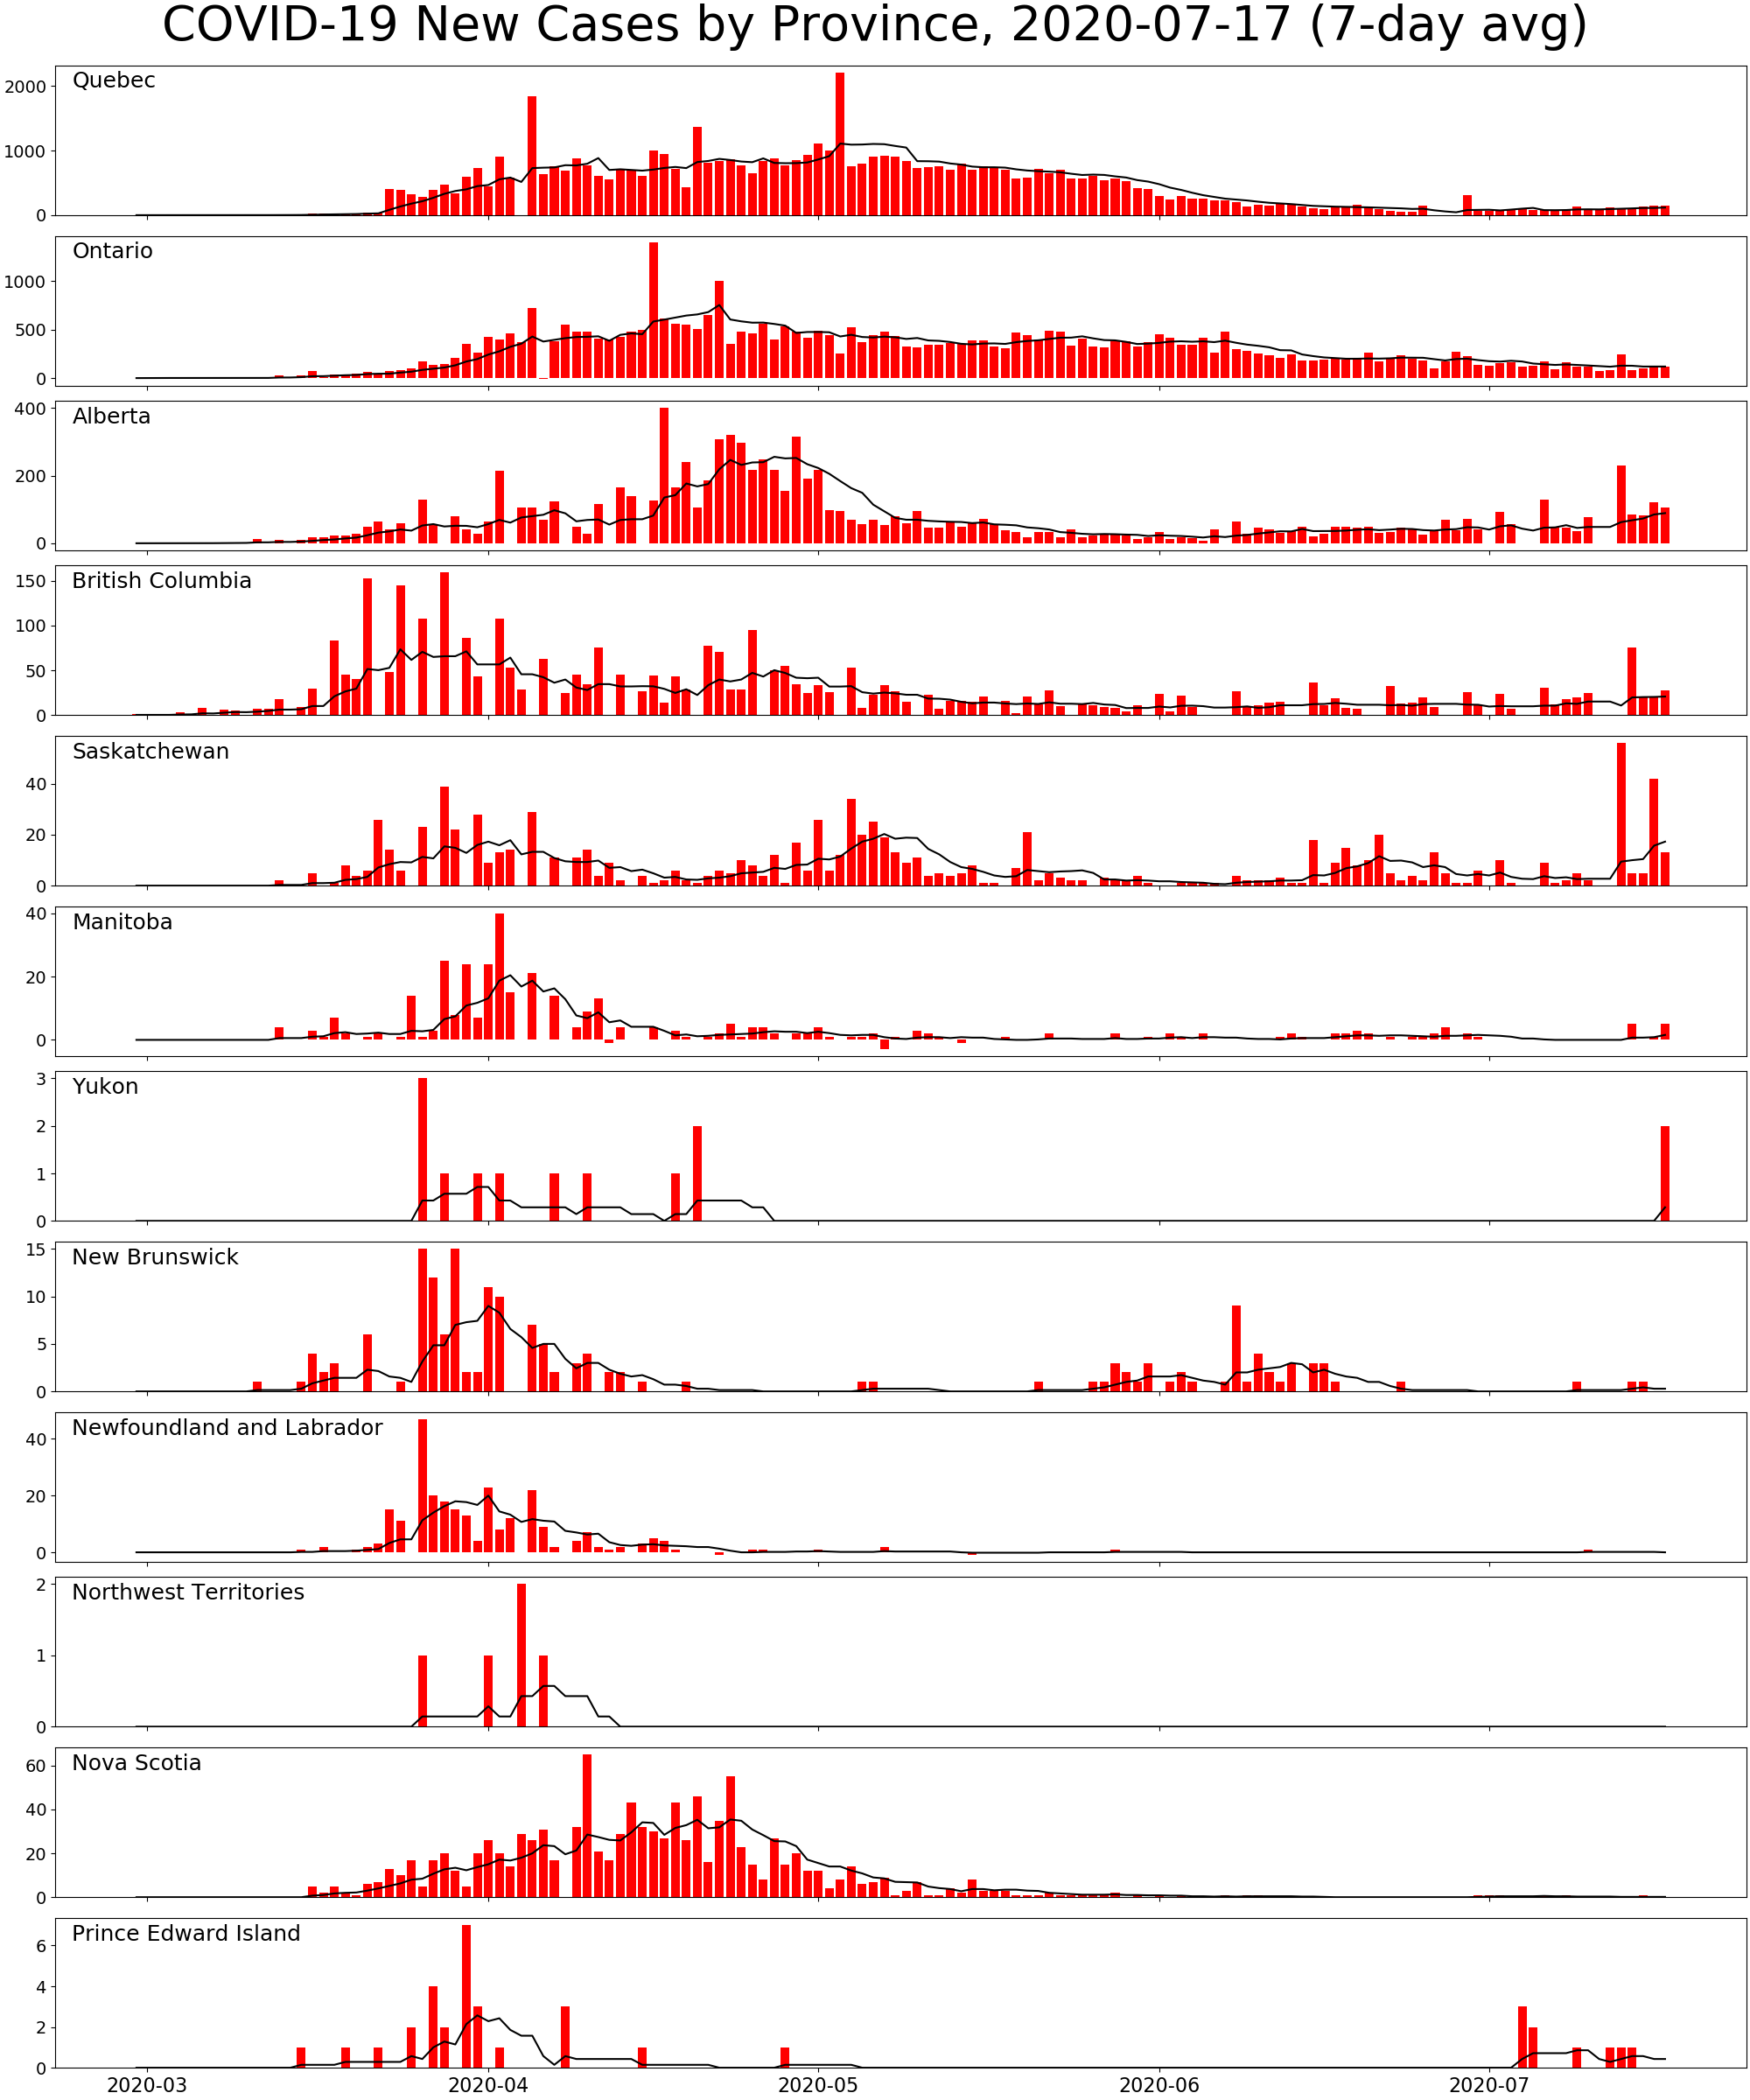 COVID-19 New Cases by Province, 2020-07-17 (7-day avg)
Quebec
2000
1000
0
Ontario
1000
500
0
Alberta
400
200
0
British Columbia
150
100
50
0
Saskatchewan
40
20
0
Manitoba
40
20
0
Yukon
3
2
1
0
New Brunswick
15
10
5
0
Newfoundland and Labrador
40
20
0
Northwest Territories
2
1
0
Nova Scotia
60
40
20
0
Prince Edward Island
6
4
2
0
2020-03 2020-04 2020-05 2020-06 2020-07